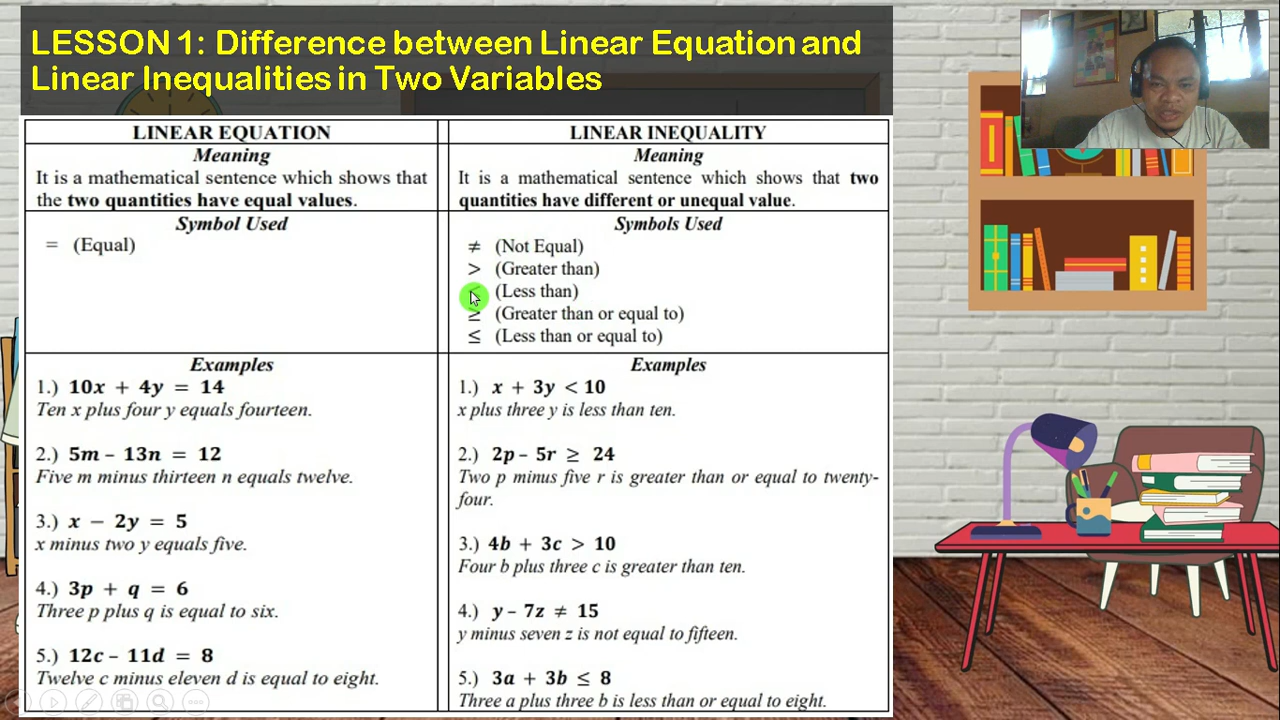 LESSON 1: Difference between Linear Equation and
Linear Inequalities in Two Variables
LINEAR EQUATION
Meaning
It is a mathematical sentence which shows that
the two quantities have equal values.
Symbol Used
= (Equal)
Examples
1.) 10x + 4y = 14
Ten x plus four y equals fourteen.
2.) 5m – 13n = 12
Five m minus thirteen n equals twelve.
3.) x − 2y = 5
x minus two y equals five.
4.) 3p + q = 6
Three p plus q is equal to six.
5.) 12c – 11d = 8
Twelve c minus eleven d is equal to eight.
LINEAR INEQUALITY
Meaning
It is a mathematical sentence which shows that two
quantities have different or unequal value.
Symbols Used
≠ (Not Equal)
> (Greater than)
(Less than)
≥ (Greater than or equal to)
≤ (Less than or equal to)
Examples
1.) x + 3y < 10
x plus three y is less than ten.
2.) 2p – 5r ≥ 24
Two p minus five r is greater than or equal to twenty-
four.
3.) 4b + 3c > 10
Four b plus three c is greater than ten.
4.) y – 7z ≠ 15
y minus seven z is not equal to fifteen.
5.) 3a + 3b ≤ 8
Three a plus three b is less than or equal to eight.